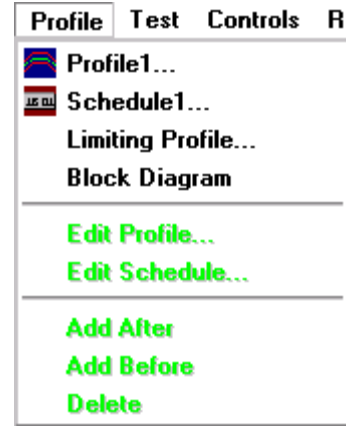 Profile Test Controls R
Profile1...
Schedule1...
Limiting Profile...
Block Diagram
Edit Profile...
Edit Schedule...
Add After
Add Before
Delete